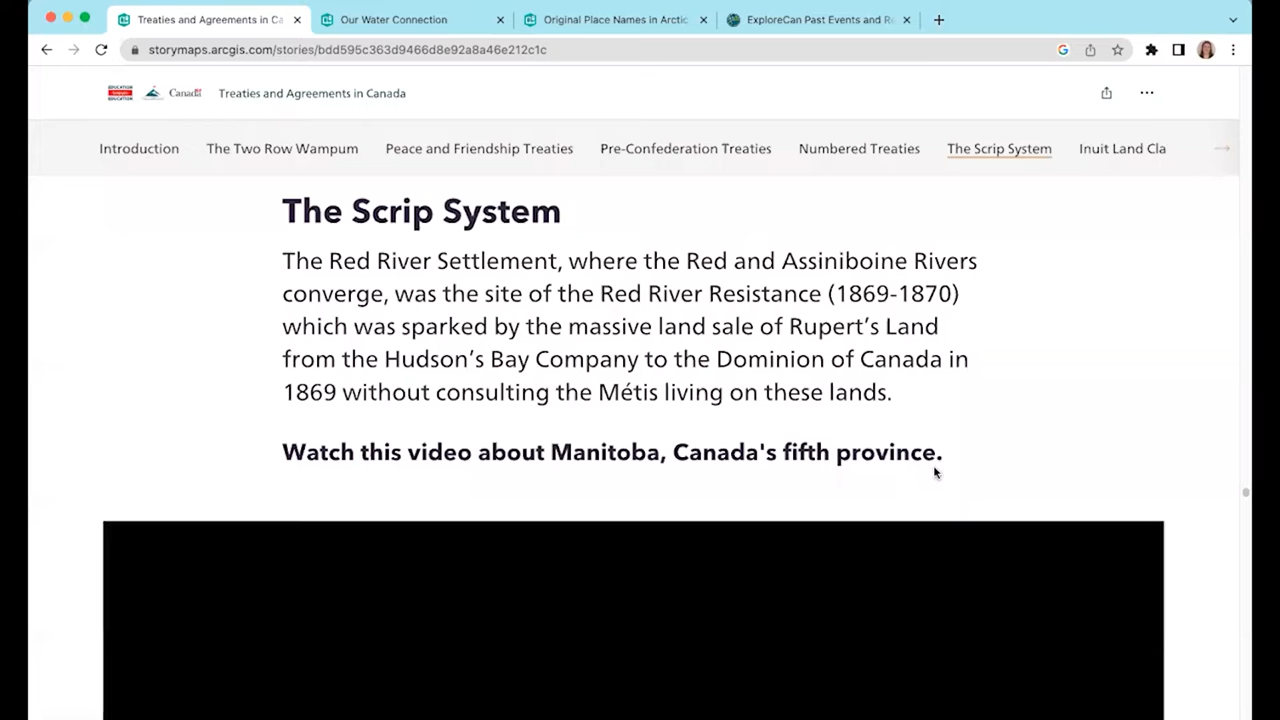 Treaties and Agreements in Ca
Our Water Connection
Original Place Names in Arctic
ExploreCan Past Events and Re
storymaps.arcgis.com/stories/bdd595c363d9466d8e92a8a46e212c1c
Canada
Treaties and Agreements in Canada
Introduction
The Two Row Wampum
Peace and Friendship Treaties
Pre-Confederation Treaties
Numbered Treaties
The Scrip System
Inuit Land Cla
The Scrip System
The Red River Settlement, where the Red and Assiniboine Rivers
converge, was the site of the Red River Resistance (1869-1870)
which was sparked by the massive land sale of Rupert’s Land
from the Hudson’s Bay Company to the Dominion of Canada in
1869 without consulting the Métis living on these lands.
Watch this video about Manitoba, Canada's fifth province.